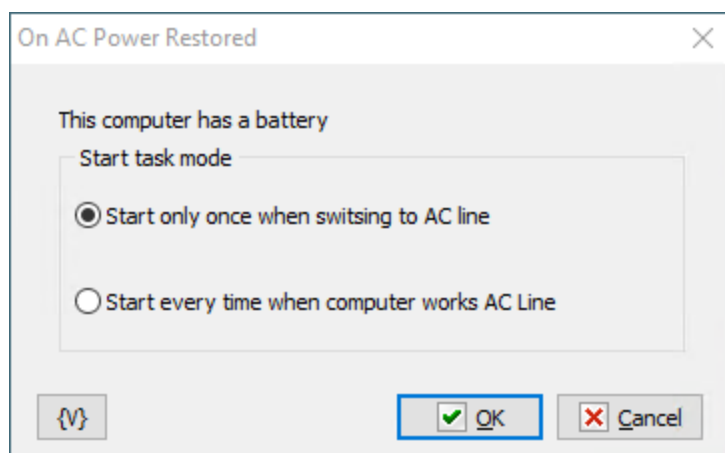 On AC Power Restored
This computer has a battery
Start task mode
Start only once when switsing to AC line
Start every time when computer works AC Line
{V}
OK
Cancel